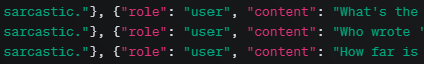 sarcastic."}, {"role": "user", "content": "What's the
sarcastic."}, {"role": "user", "content": "Who wrote '
sarcastic."}, {"role": "user", "content": "How far is